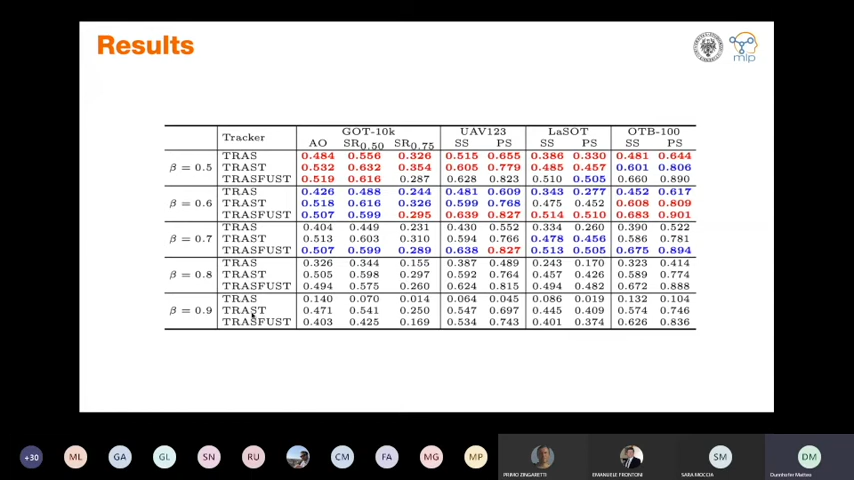 Results
mlp
Tracker GOT-10k UAV123 LaSOT OTB-100
AO SR0.50 SR0.75 SS PS SS PS SS PS
β = 0.5 TRAS 0.484 0.556 0.326 0.515 0.655 0.386 0.330 0.481 0.644
TRAST 0.532 0.632 0.354 0.605 0.779 0.485 0.457 0.601 0.806
TRASFUST 0.519 0.616 0.287 0.628 0.823 0.510 0.505 0.660 0.890
β = 0.6 TRAS 0.426 0.488 0.244 0.481 0.609 0.343 0.277 0.452 0.617
TRAST 0.518 0.616 0.326 0.599 0.768 0.475 0.452 0.608 0.809
TRASFUST 0.507 0.599 0.295 0.639 0.827 0.514 0.510 0.683 0.901
β = 0.7 TRAS 0.404 0.449 0.231 0.430 0.552 0.334 0.260 0.390 0.522
TRAST 0.513 0.603 0.310 0.594 0.766 0.478 0.456 0.586 0.781
TRASFUST 0.507 0.599 0.289 0.638 0.827 0.513 0.505 0.675 0.894
β = 0.8 TRAS 0.326 0.344 0.155 0.387 0.489 0.243 0.170 0.323 0.414
TRAST 0.505 0.598 0.297 0.592 0.764 0.457 0.426 0.589 0.774
TRASFUST 0.494 0.575 0.260 0.624 0.815 0.494 0.482 0.672 0.888
β = 0.9 TRAS 0.140 0.070 0.014 0.064 0.045 0.086 0.019 0.132 0.104
TRAST 0.471 0.541 0.250 0.547 0.697 0.445 0.409 0.574 0.746
TRASFUST 0.403 0.425 0.169 0.534 0.743 0.401 0.374 0.626 0.836
+30 ML GA GL SN RU CM FA MG MP SM DM
PRIMO ZINGARETTI EMANUELE FRONTONI SARA MOCCIA Dunnhofer Matteo